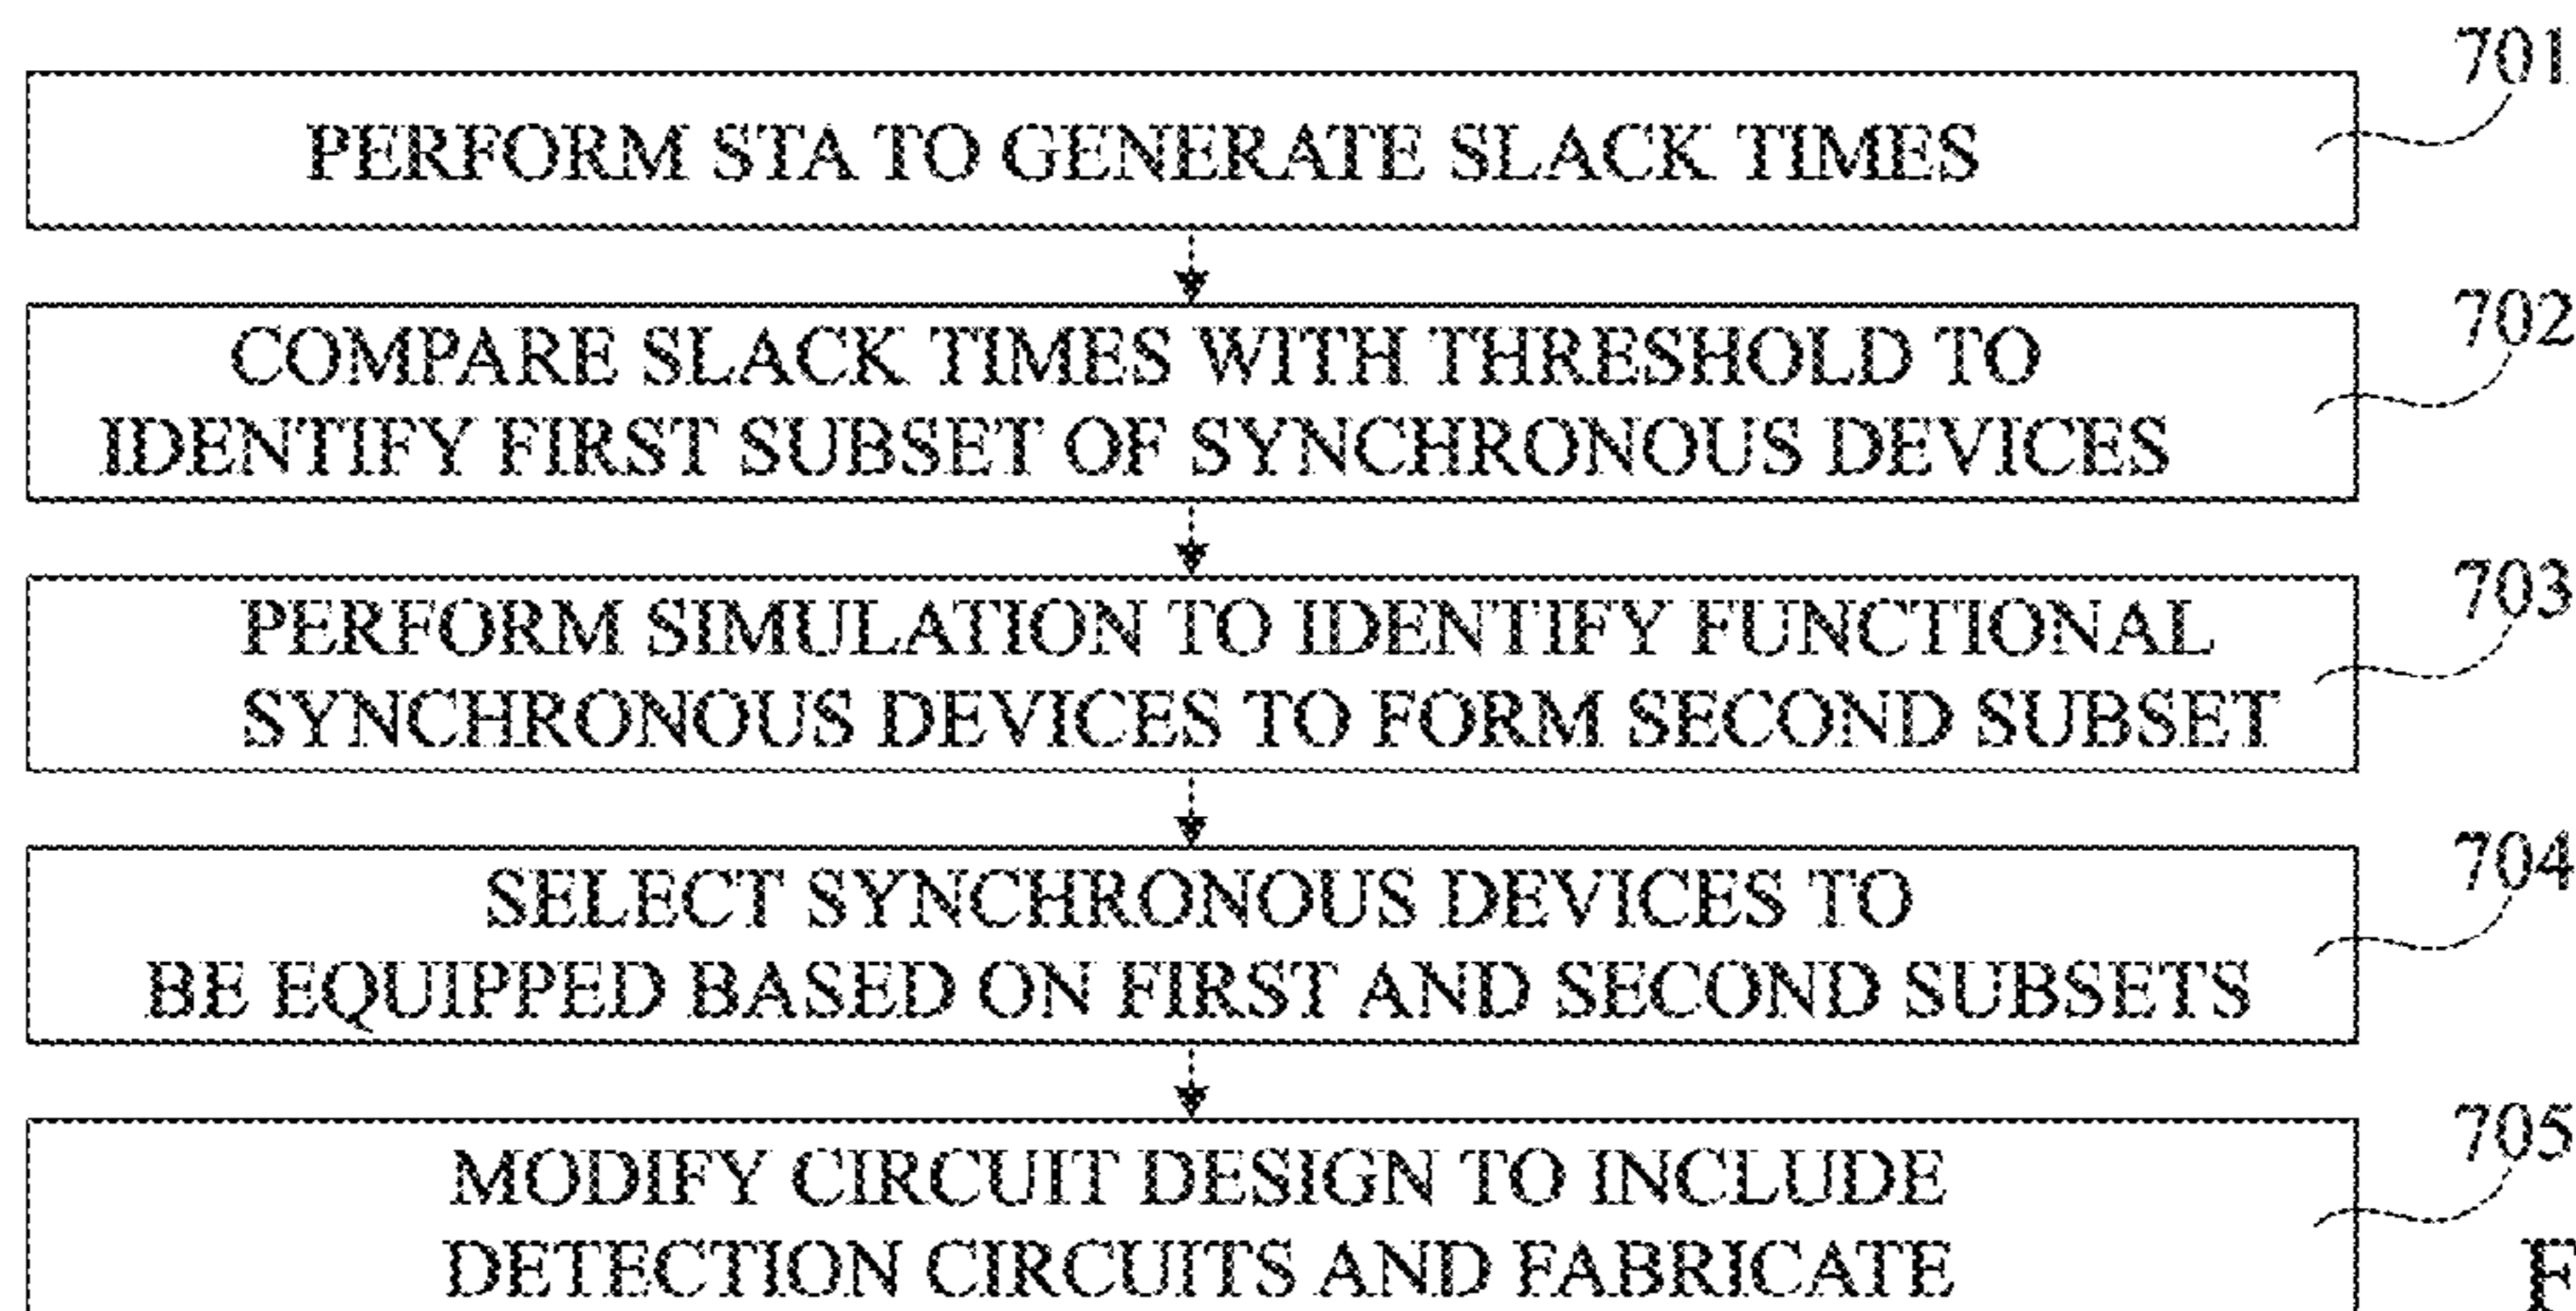 701
PERFORM STA TO GENERATE SLACK TIMES
702
COMPARE SLACK TIMES WITH THRESHOLD TO
IDENTIFY FIRST SUBSET OF SYNCHRONOUS DEVICES
703
PERFORM SIMULATION TO IDENTIFY FUNCTIONAL
SYNCHRONOUS DEVICES TO FORM SECOND SUBSET
704
SELECT SYNCHRONOUS DEVICES TO
BE EQUIPPED BASED ON FIRST AND SECOND SUBSETS
705
MODIFY CIRCUIT DESIGN TO INCLUDE
DETECTION CIRCUITS AND FABRICATE